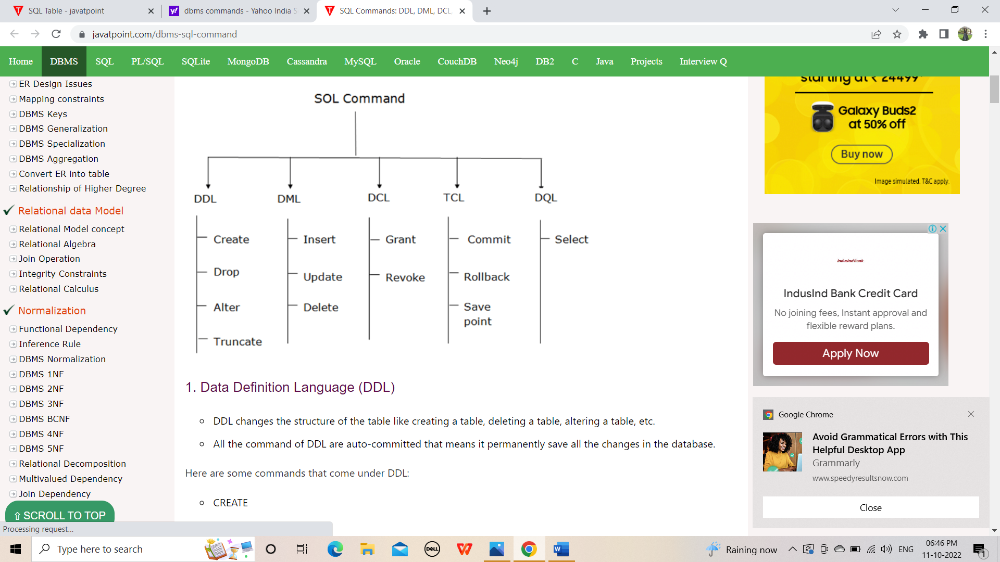 SQL Table - javatpoint
dbms commands - Yahoo India S
SQL Commands: DDL, DML, DCL,
javatpoint.com/dbms-sql-command
Home DBMS SQL PL/SQL SQLite MongoDB Cassandra MySQL Oracle CouchDB Neo4j DB2 C Java Projects Interview Q
ER Design Issues
Mapping constraints
DBMS Keys
DBMS Generalization
DBMS Specialization
DBMS Aggregation
Convert ER into table
Relationship of Higher Degree
Relational data Model
Relational Model concept
Relational Algebra
Join Operation
Integrity Constraints
Relational Calculus
Normalization
Functional Dependency
Inference Rule
DBMS Normalization
DBMS 1NF
DBMS 2NF
DBMS 3NF
DBMS BCNF
DBMS 4NF
DBMS 5NF
Relational Decomposition
Multivalued Dependency
Join Dependency
⇧ SCROLL TO TOP
Processing request...
SOL Command
DDL DML DCL TCL DQL
Create Insert Grant Commit Select
Drop Update Revoke Rollback
Alter Delete Save
point
Truncate
1. Data Definition Language (DDL)
DDL changes the structure of the table like creating a table, deleting a table, altering a table, etc.
All the command of DDL are auto-committed that means it permanently save all the changes in the database.
Here are some commands that come under DDL:
CREATE
starting at ₹ 24499*
Galaxy Buds2
at 50% off
Buy now
Image simulated. T&C apply.
IndusInd Bank
IndusInd Bank Credit Card
No joining fees, Instant approval and
flexible reward plans.
Apply Now
Google Chrome
Avoid Grammatical Errors with This
Helpful Desktop App
Grammarly
www.speedyresultsnow.com
Close
Type here to search
DELL
W
Raining now
ENG
06:46 PM
11-10-2022
1